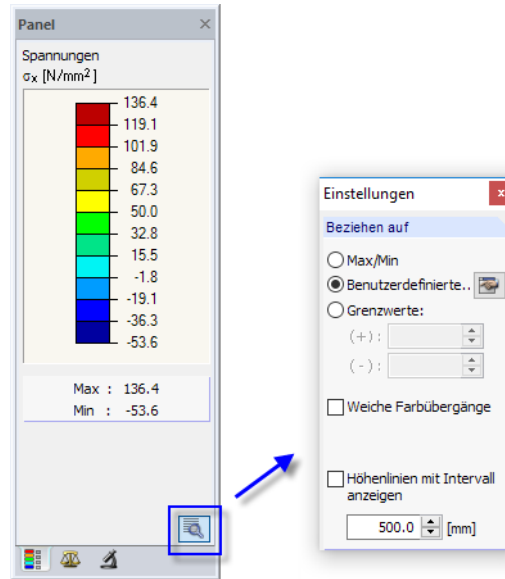 Panel
Spannungen
σx [N/mm²]
136.4
119.1
101.9
84.6
67.3
50.0
32.8
15.5
-1.8
-19.1
-36.3
-53.6
Max : 136.4
Min : -53.6
Einstellungen
Beziehen auf
Max/Min
Benutzerdefinierte..
Grenzwerte:
(+):
(-):
Weiche Farbübergänge
Höhenlinien mit Intervall
anzeigen
500.0 [mm]